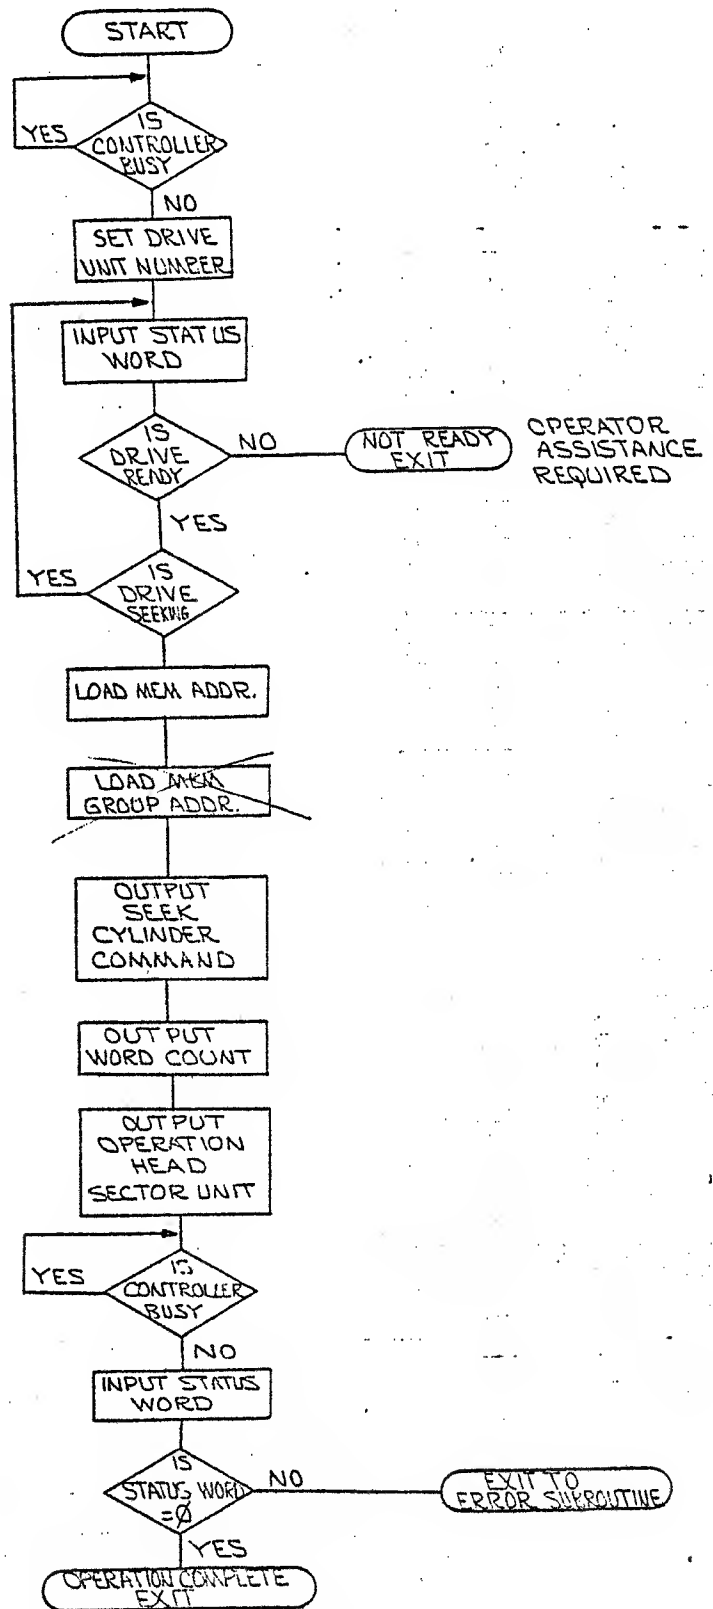 START
IS
CONTROLLER
BUSY
YES
NO
SET DRIVE
UNIT NUMBER
INPUT STATUS
WORD
IS
DRIVE
READY
NO
NOT READY
EXIT
OPERATOR
ASSISTANCE
REQUIRED
YES
IS
DRIVE
SEEKING
YES
LOAD MEM ADDR.
LOAD MEM
GROUP ADDR.
OUTPUT
SEEK
CYLINDER
COMMAND
OUTPUT
WORD COUNT
OUTPUT
OPERATION
HEAD
SECTOR UNIT
IS
CONTROLLER
BUSY
YES
NO
INPUT STATUS
WORD
IS
STATUS WORD
=Ø
NO
EXIT TO
ERROR SUBROUTINE
YES
OPERATION COMPLETE
EXIT